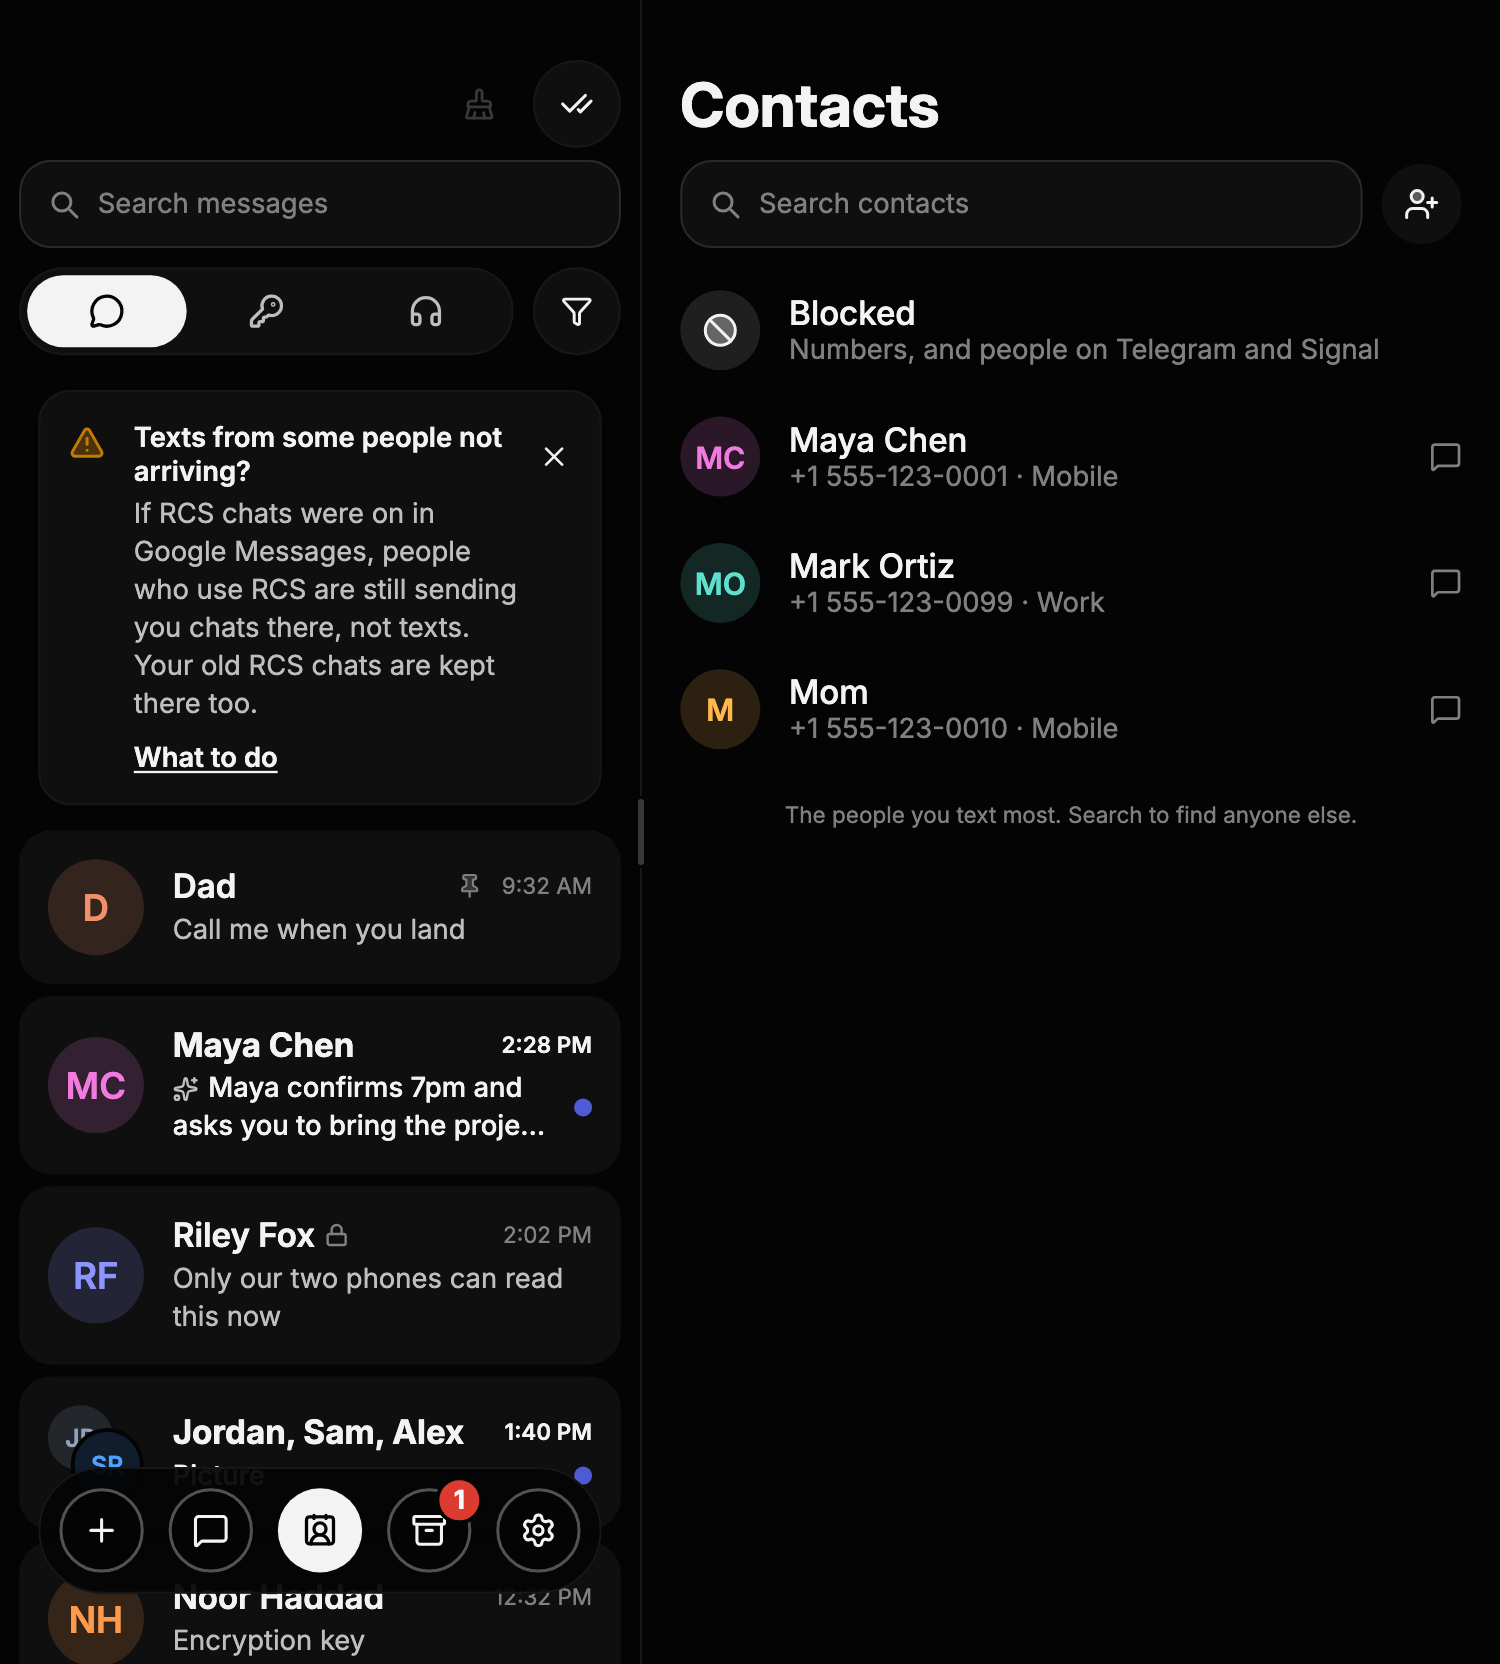 Search messages
Texts from some people not
arriving?
If RCS chats were on in
Google Messages, people
who use RCS are still sending
you chats there, not texts.
Your old RCS chats are kept
there too.
What to do
D
Dad
9:32 AM
Call me when you land
MC
Maya Chen
2:28 PM
Maya confirms 7pm and
asks you to bring the proje...
RF
Riley Fox
2:02 PM
Only our two phones can read
this now
SR
Jordan, Sam, Alex
1:40 PM
Picture
1
NH
Noor Haddad
12:32 PM
Encryption key
Contacts
Search contacts
Blocked
Numbers, and people on Telegram and Signal
MC
Maya Chen
+1 555-123-0001 · Mobile
MO
Mark Ortiz
+1 555-123-0099 · Work
M
Mom
+1 555-123-0010 · Mobile
The people you text most. Search to find anyone else.